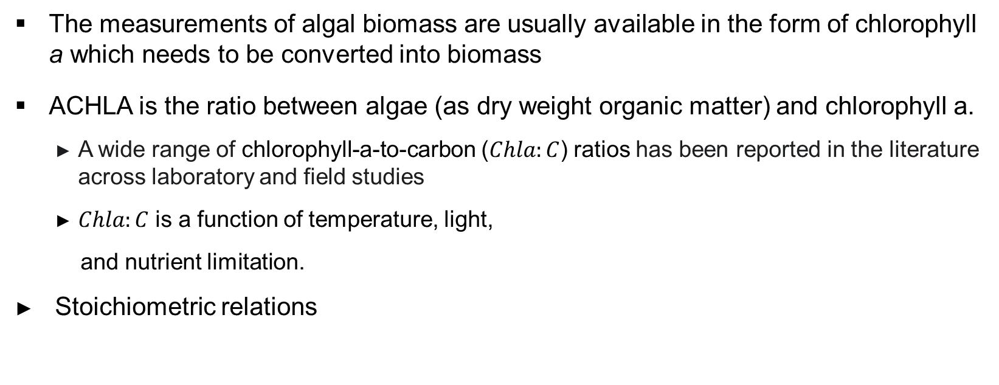 ▪ The measurements of algal biomass are usually available in the form of chlorophyll
a which needs to be converted into biomass
▪ ACHLA is the ratio between algae (as dry weight organic matter) and chlorophyll a.
► A wide range of chlorophyll-a-to-carbon (Chla: C) ratios has been reported in the literature
across laboratory and field studies
► Chla: C is a function of temperature, light,
and nutrient limitation.
► Stoichiometric relations